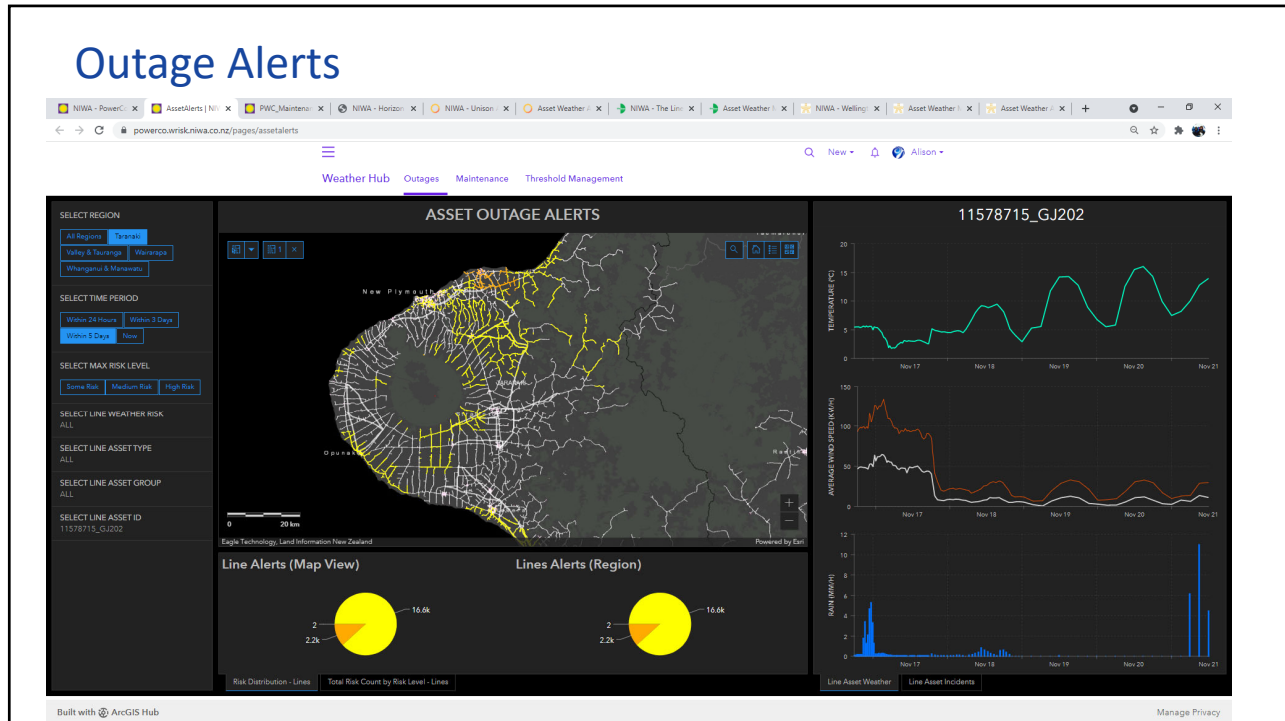 Outage Alerts
NIWA - PowerC
AssetAlerts | NI
PWC_Maintenan
NIWA - Horizon
NIWA - Unison
Asset Weather
NIWA - The Line
Asset Weather
NIWA - Welling
Asset Weather
Asset Weather
powerco.wrisk.niwa.co.nz/pages/assetalerts
New
Alison
Weather Hub Outages Maintenance Threshold Management
SELECT REGION
All Regions Taranaki
Valley & Tauranga Wairarapa
Whanganui & Manawatu
SELECT TIME PERIOD
Within 24 Hours Within 3 Days
Within 5 Days Now
SELECT MAX RISK LEVEL
Some Risk Medium Risk High Risk
SELECT LINE WEATHER RISK
ALL
SELECT LINE ASSET TYPE
ALL
SELECT LINE ASSET GROUP
ALL
SELECT LINE ASSET ID
11578715_GJ202
ASSET OUTAGE ALERTS
1
New Plymouth
TARANAKI
Opunake
0 20 km
Eagle Technology, Land Information New Zealand
Powered by Esri
Line Alerts (Map View)
16.6k
2
2.2k
Lines Alerts (Region)
16.6k
2
2.2k
Risk Distribution - Lines Total Risk Count by Risk Level - Lines
11578715_GJ202
TEMPERATURE (°C)
20
15
10
5
0
Nov 17 Nov 18 Nov 19 Nov 20 Nov 21
AVERAGE WIND SPEED (KM/H)
150
100
50
0
Nov 17 Nov 18 Nov 19 Nov 20 Nov 21
RAIN (MM/H)
12
10
8
6
4
2
0
Nov 17 Nov 18 Nov 19 Nov 20 Nov 21
Line Asset Weather Line Asset Incidents
Built with ArcGIS Hub
Manage Privacy